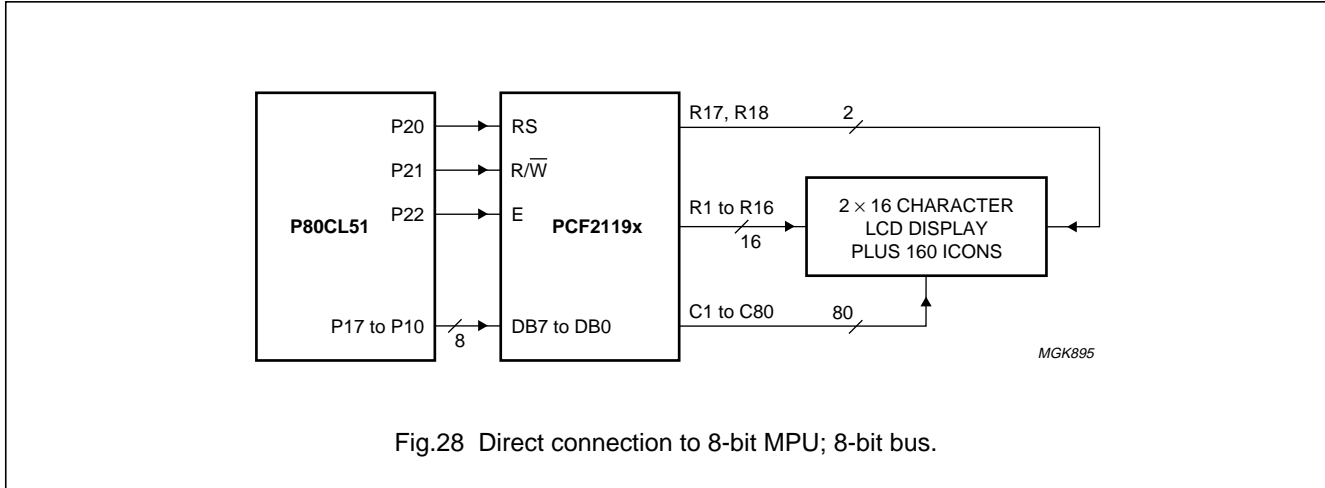 P80CL51
P20
P21
P22
P17 to P10
8
PCF2119x
RS
R/W̅
E
DB7 to DB0
R17, R18
2
R1 to R16
16
C1 to C80
80
2 × 16 CHARACTER
LCD DISPLAY
PLUS 160 ICONS
MGK895
Fig.28 Direct connection to 8-bit MPU; 8-bit bus.